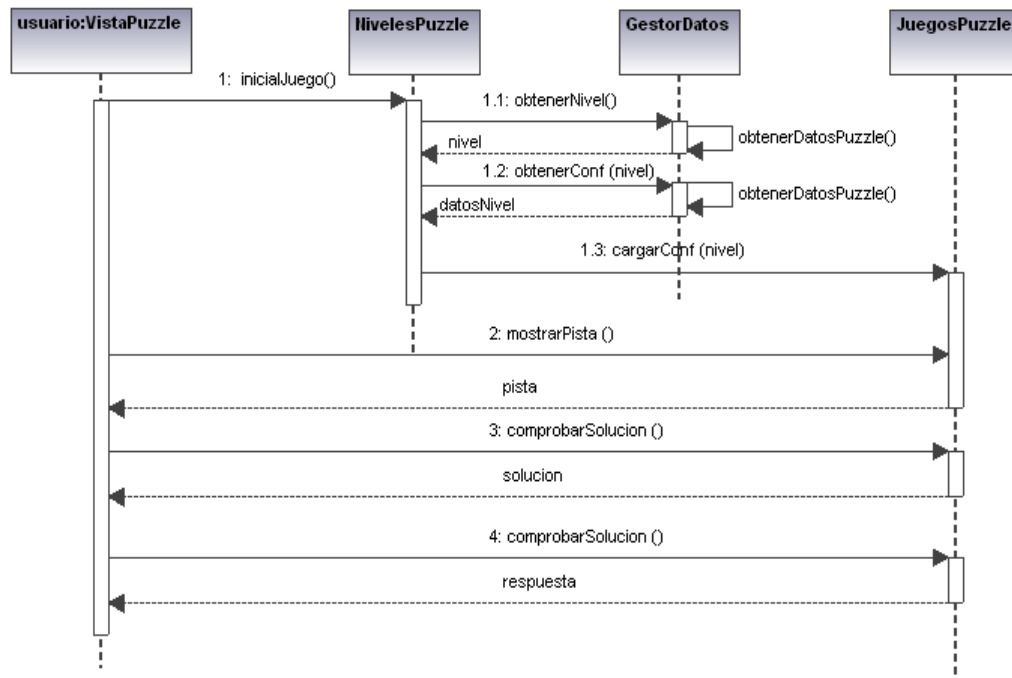 usuario:VistaPuzzle
NivelesPuzzle
GestorDatos
JuegosPuzzle
1: inicialJuego()
1.1: obtenerNivel()
obtenerDatosPuzzle()
nivel
1.2: obtenerConf (nivel)
obtenerDatosPuzzle()
datosNivel
1.3: cargarConf (nivel)
2: mostrarPista ()
pista
3: comprobarSolucion ()
solucion
4: comprobarSolucion ()
respuesta